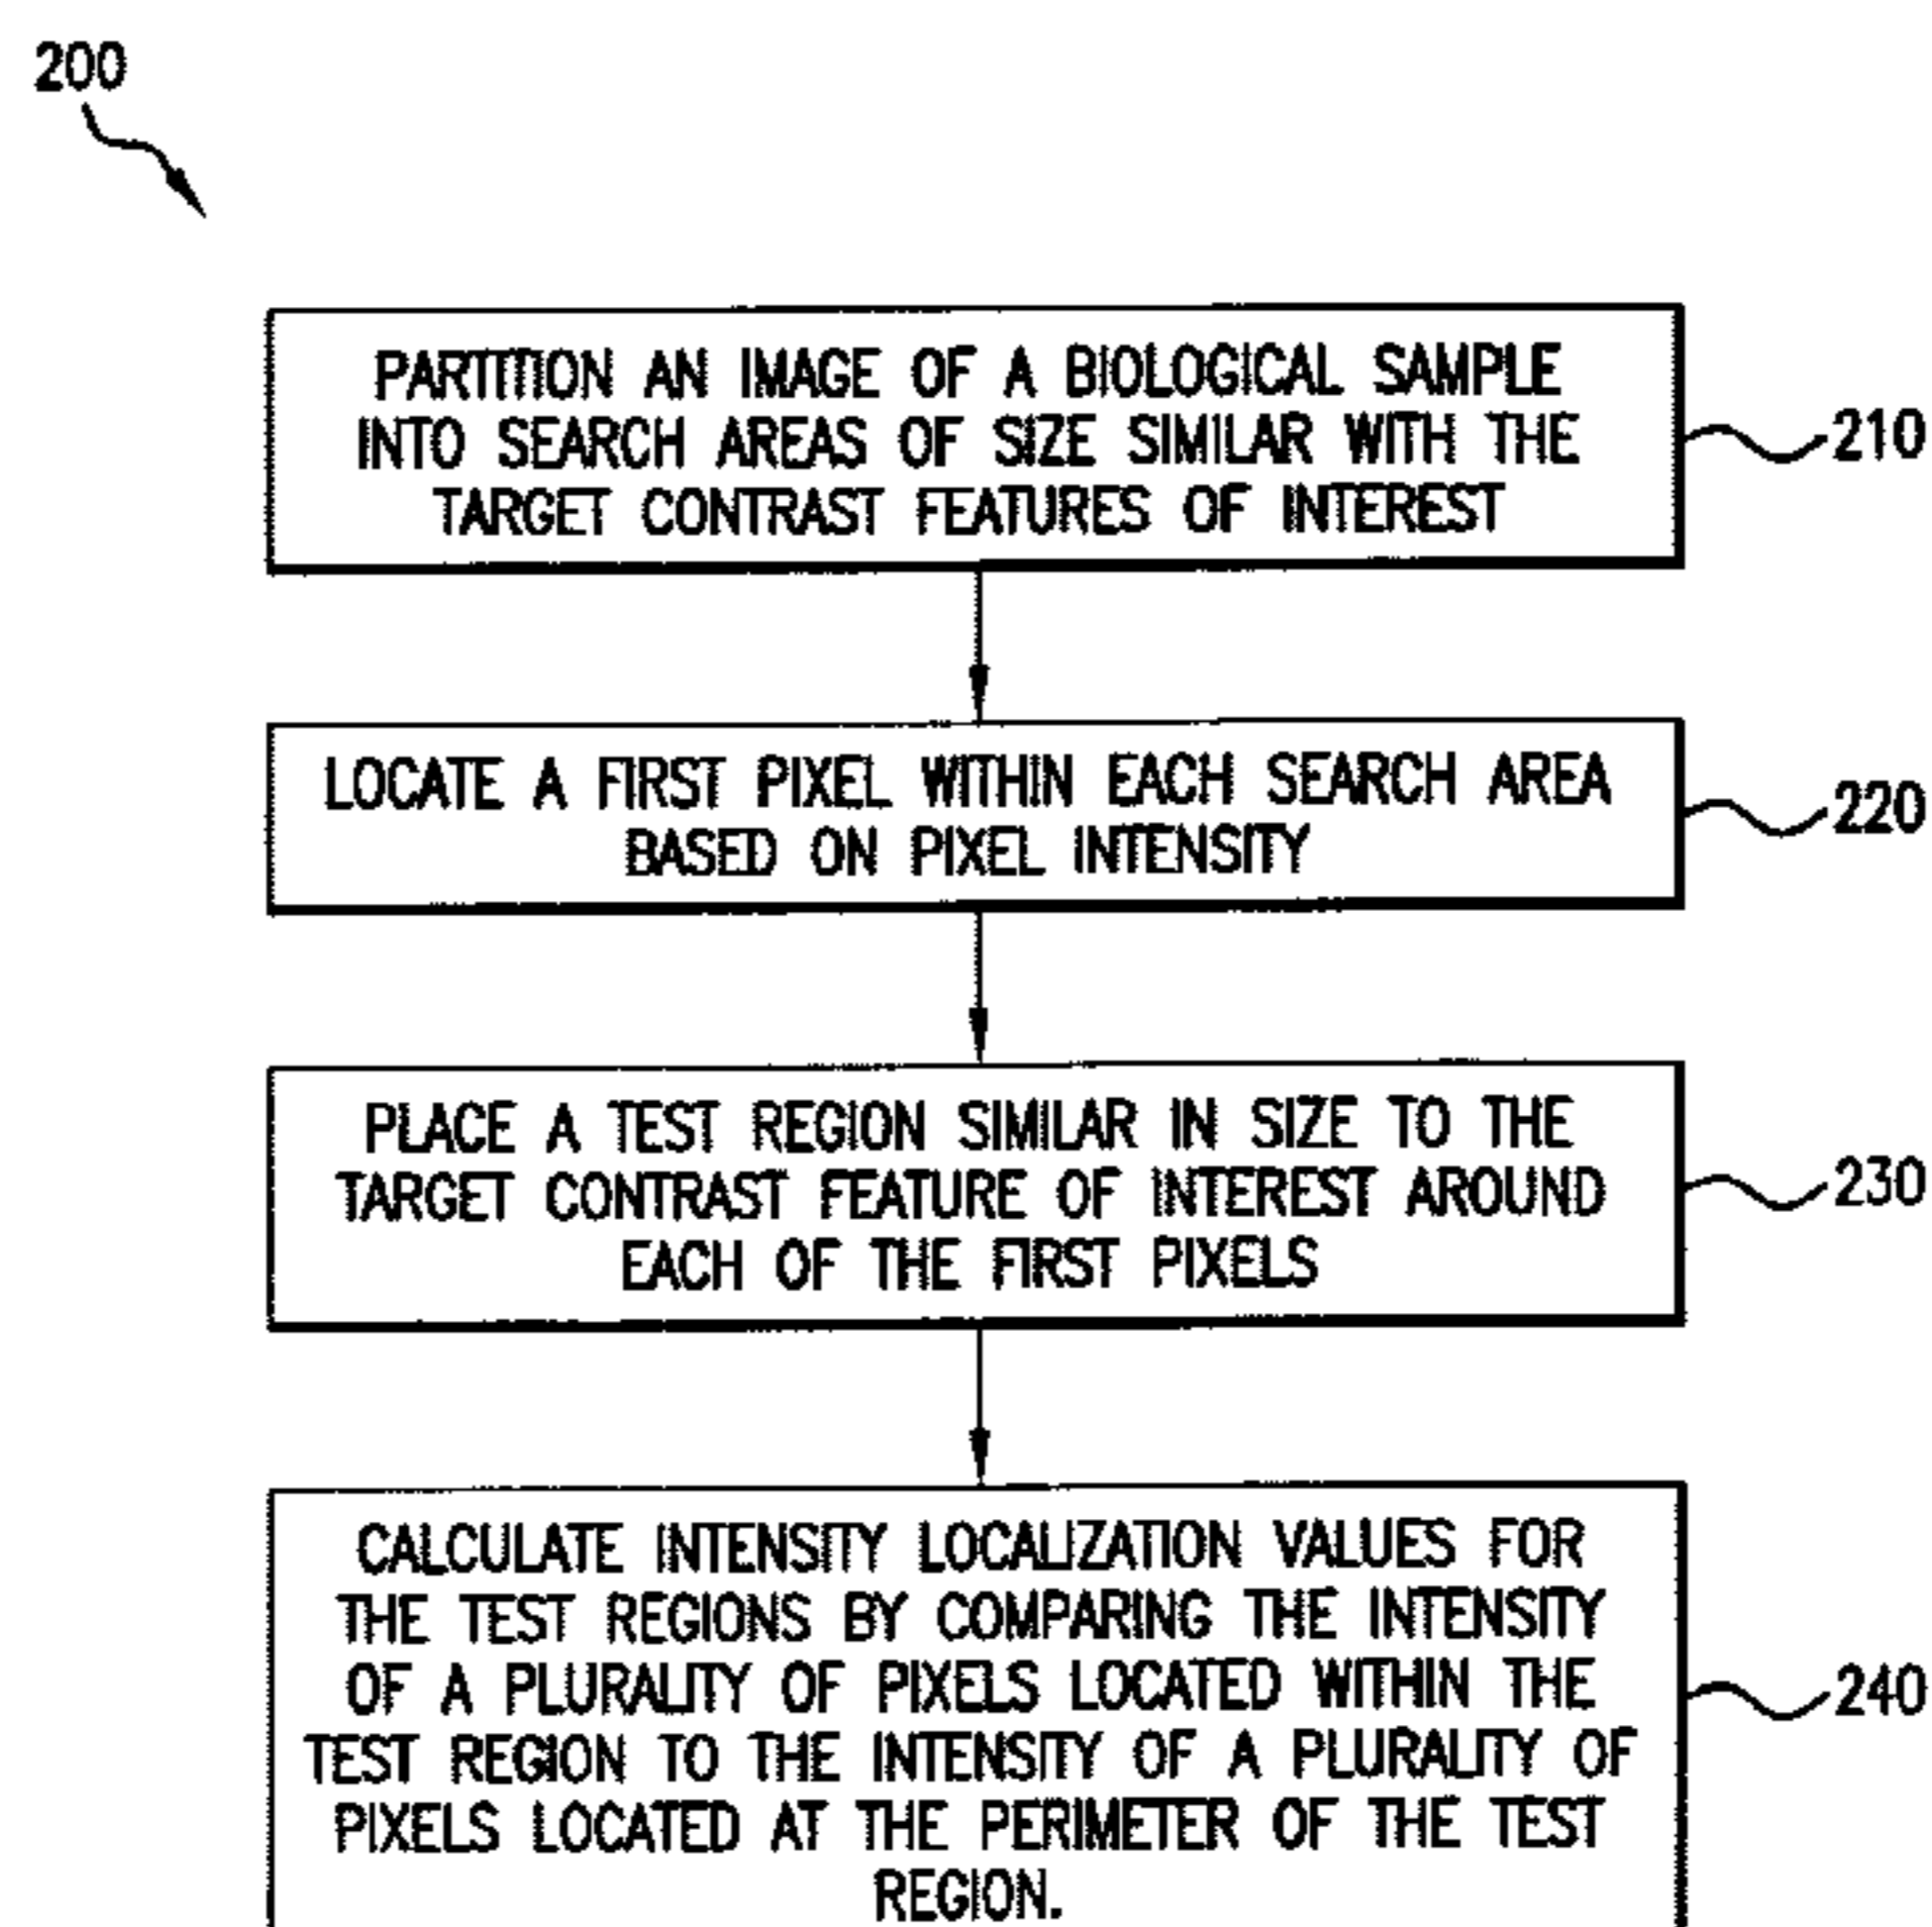 200
PARTITION AN IMAGE OF A BIOLOGICAL SAMPLE
INTO SEARCH AREAS OF SIZE SIMILAR WITH THE
TARGET CONTRAST FEATURES OF INTEREST
210
LOCATE A FIRST PIXEL WITHIN EACH SEARCH AREA
BASED ON PIXEL INTENSITY
220
PLACE A TEST REGION SIMILAR IN SIZE TO THE
TARGET CONTRAST FEATURE OF INTEREST AROUND
EACH OF THE FIRST PIXELS
230
CALCULATE INTENSITY LOCALIZATION VALUES FOR
THE TEST REGIONS BY COMPARING THE INTENSITY
OF A PLURALITY OF PIXELS LOCATED WITHIN THE
TEST REGION TO THE INTENSITY OF A PLURALITY OF
PIXELS LOCATED AT THE PERIMETER OF THE TEST
REGION.
240